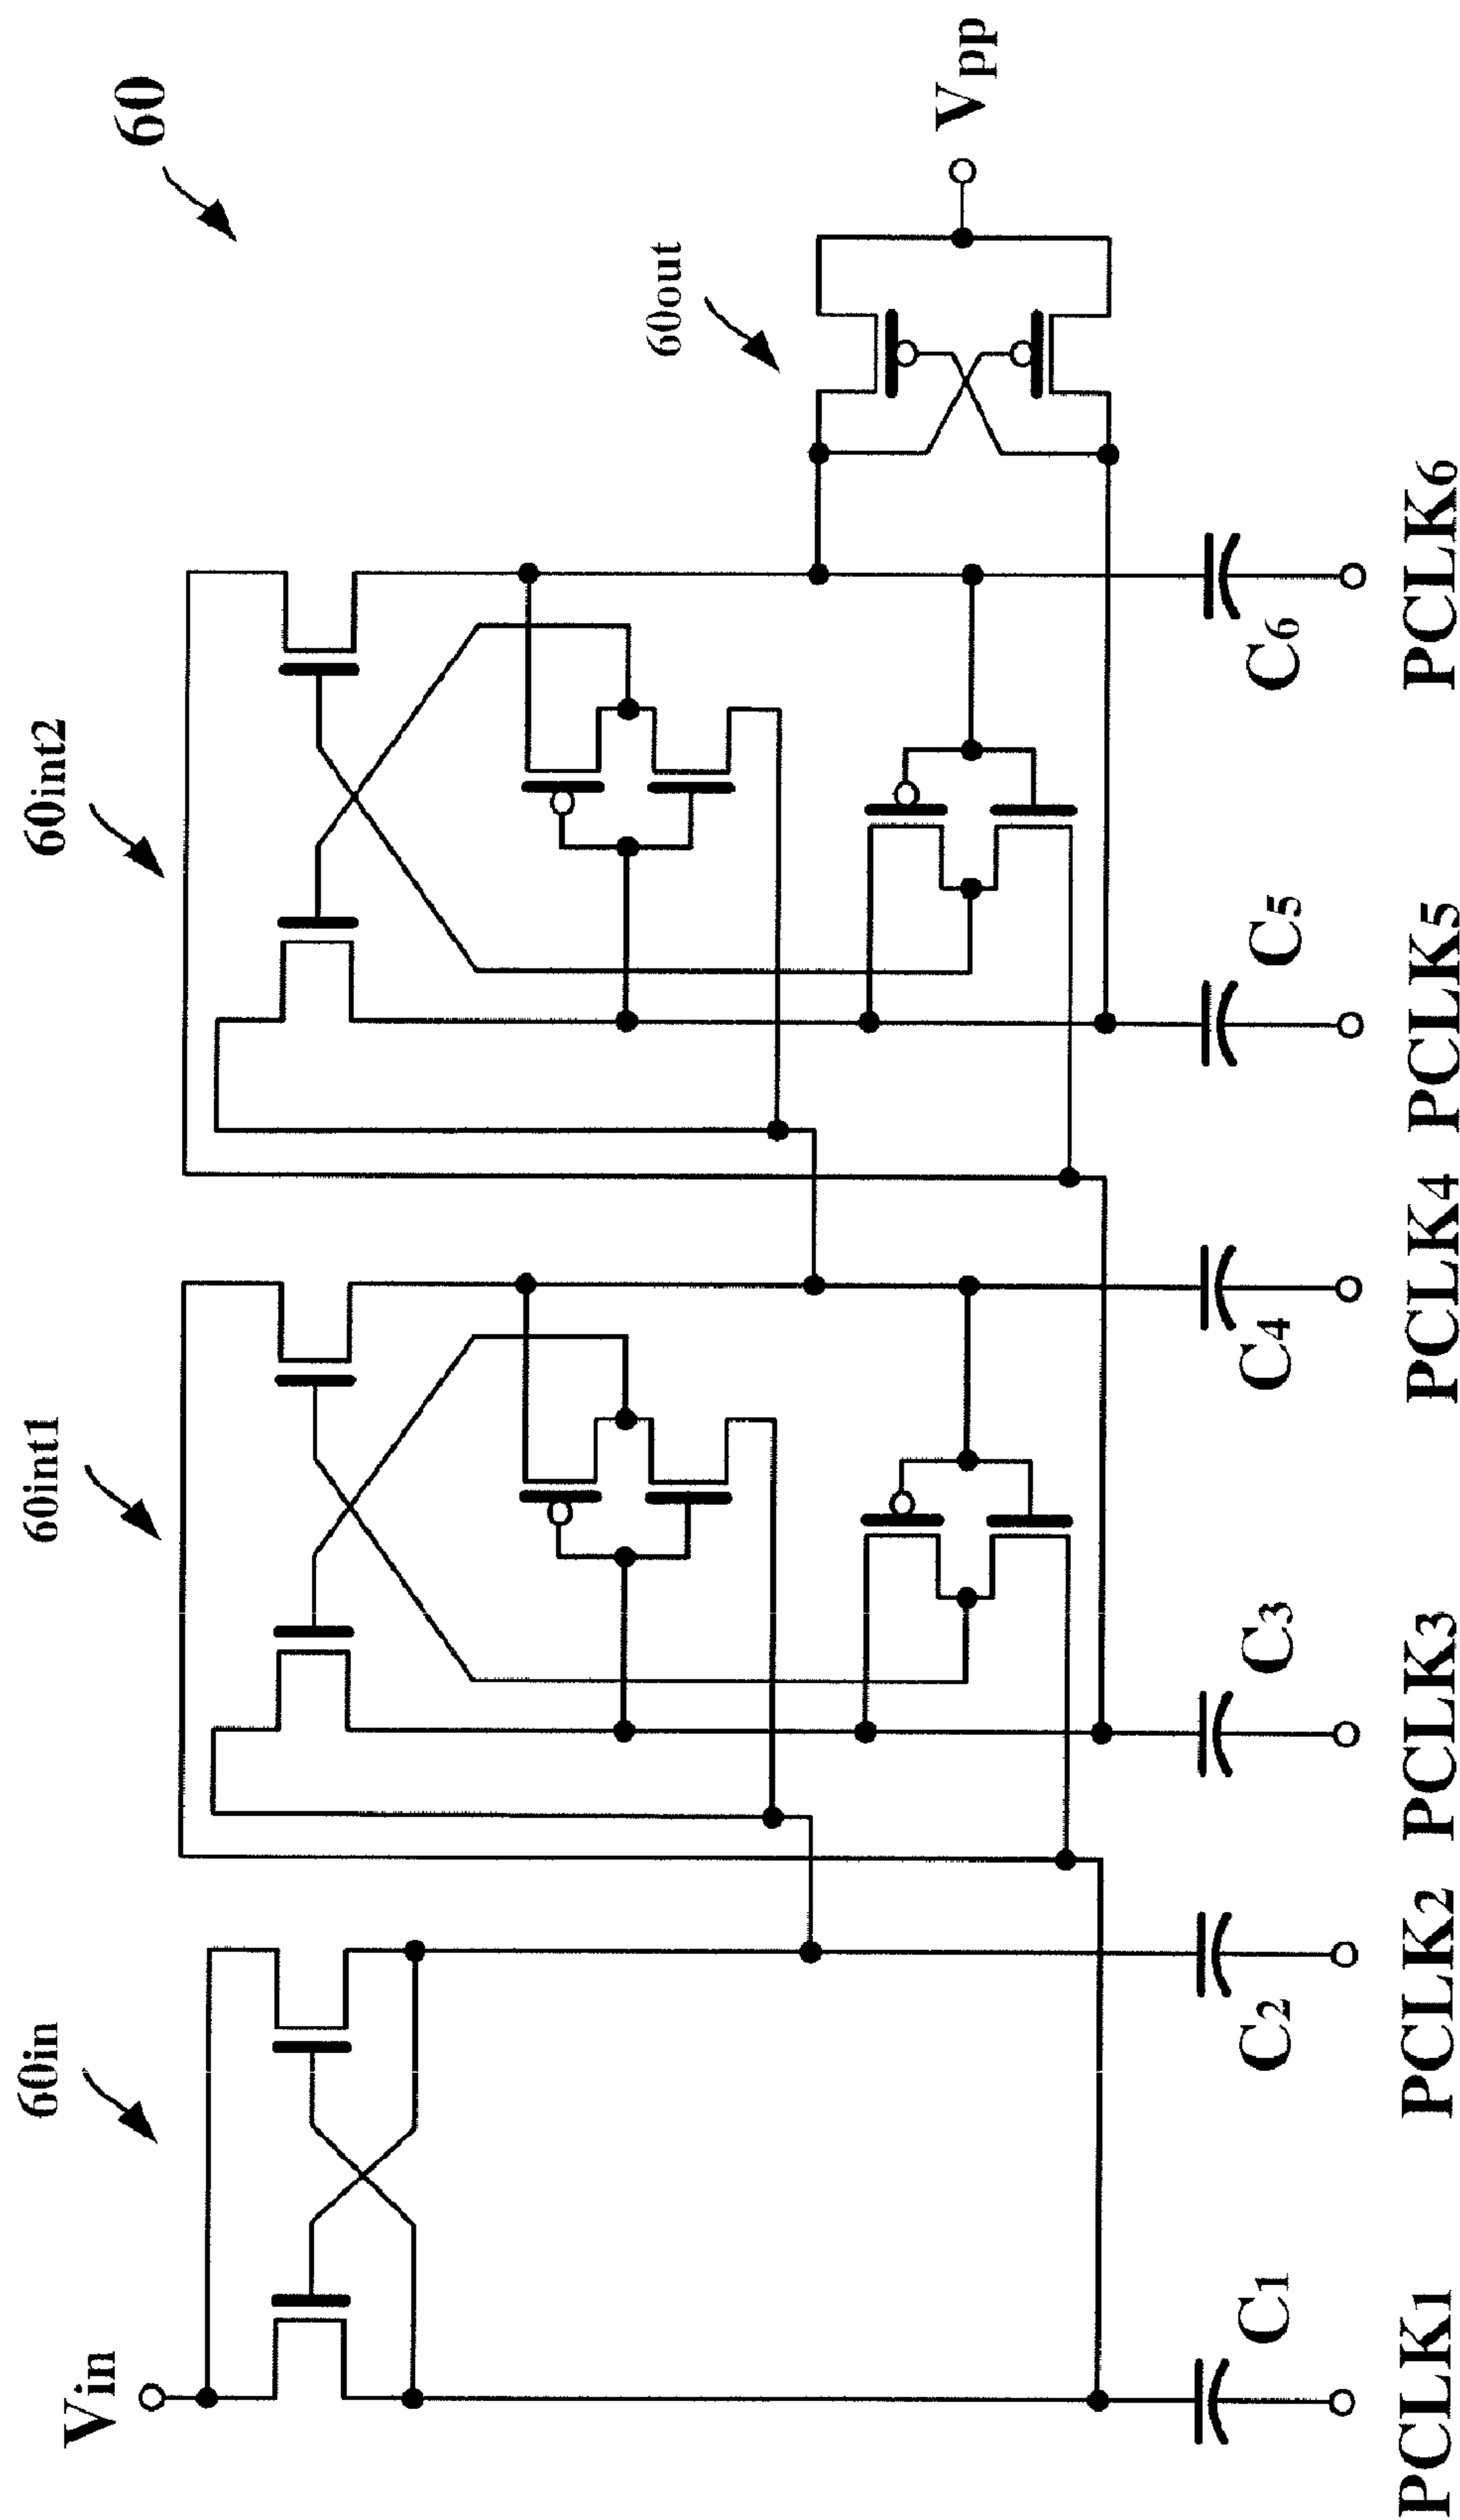 60
60in
60int1
60int2
60out
Vin
Vpp
C1
C2
C3
C4
C5
C6
PCLK1
PCLK2
PCLK3
PCLK4
PCLK5
PCLK6